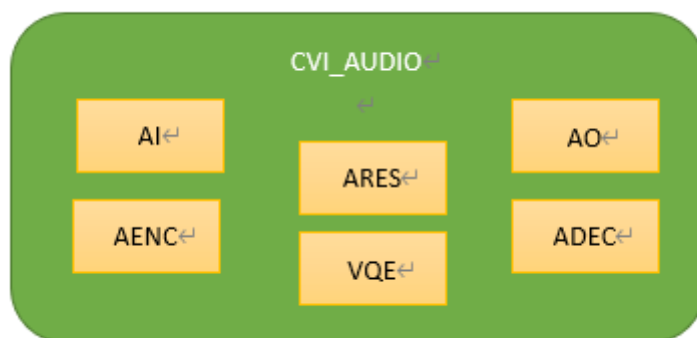 CVI_AUDIO↵
↵
AI↵
AO↵
ARES↵
AENC↵
ADEC↵
VQE↵